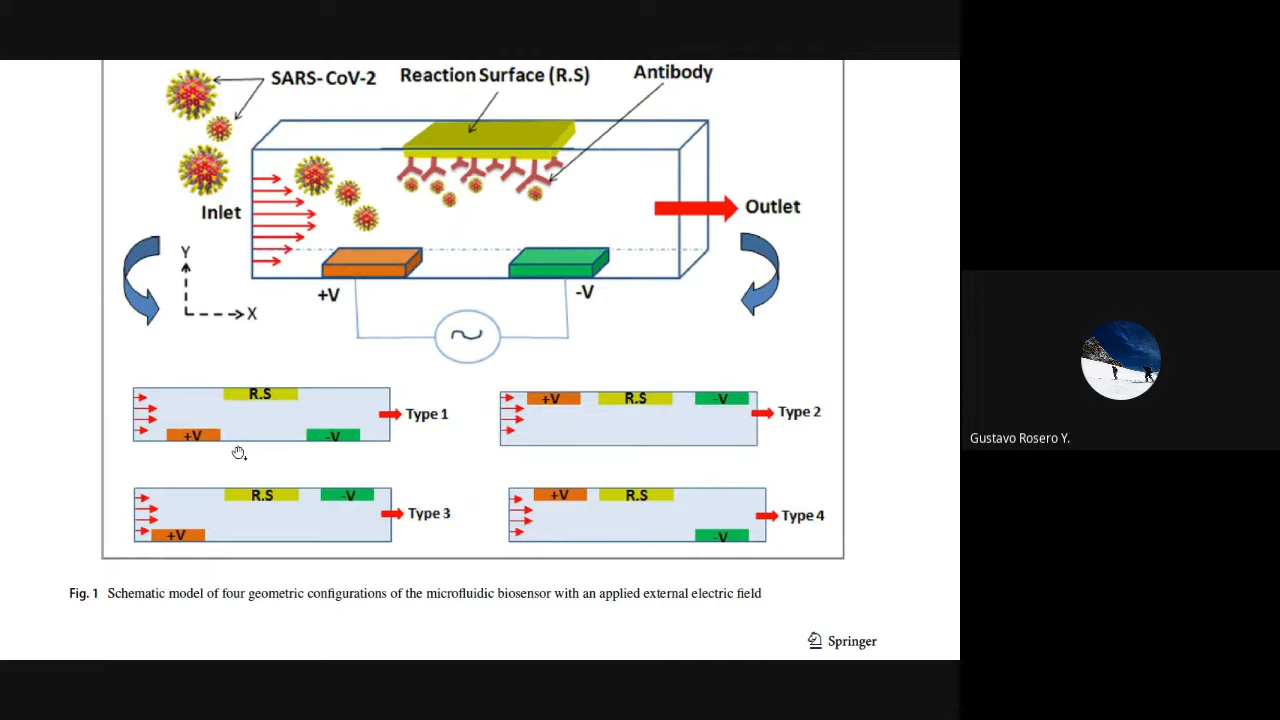 SARS-CoV-2
Reaction Surface (R.S)
Antibody
Inlet
Outlet
Y
X
+V
-V
R.S
+V
-V
Type 1
+V
R.S
-V
Type 2
R.S
-V
+V
Type 3
+V
R.S
-V
Type 4
Fig. 1 Schematic model of four geometric configurations of the microfluidic biosensor with an applied external electric field
Springer
Gustavo Rosero Y.